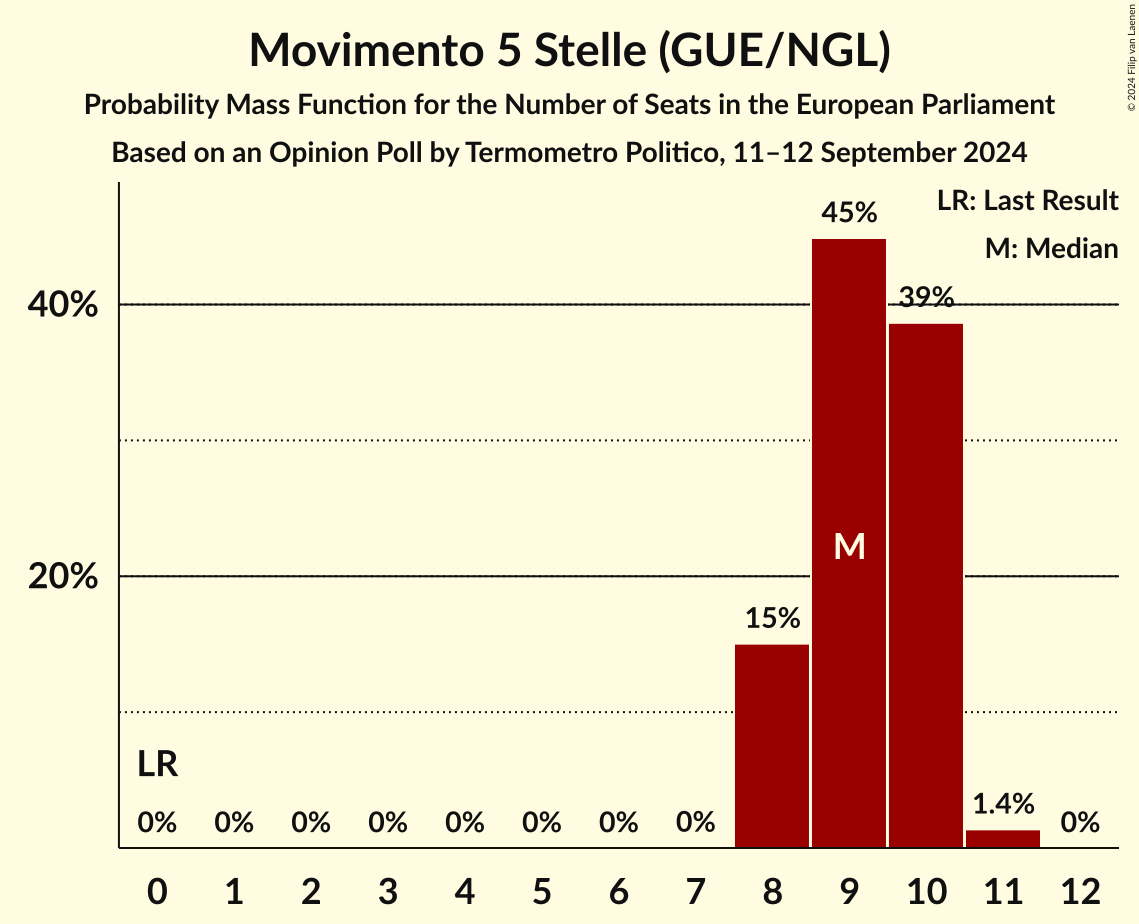 Movimento 5 Stelle (GUE/NGL)
Probability Mass Function for the Number of Seats in the European Parliament
Based on an Opinion Poll by Termometro Politico, 11–12 September 2024
© 2024 Filip van Laenen
LR: Last Result
M: Median
45%
40%
39%
M
20%
15%
LR
1.4%
0% 0% 0% 0% 0% 0% 0% 0% 0%
0 1 2 3 4 5 6 7 8 9 10 11 12